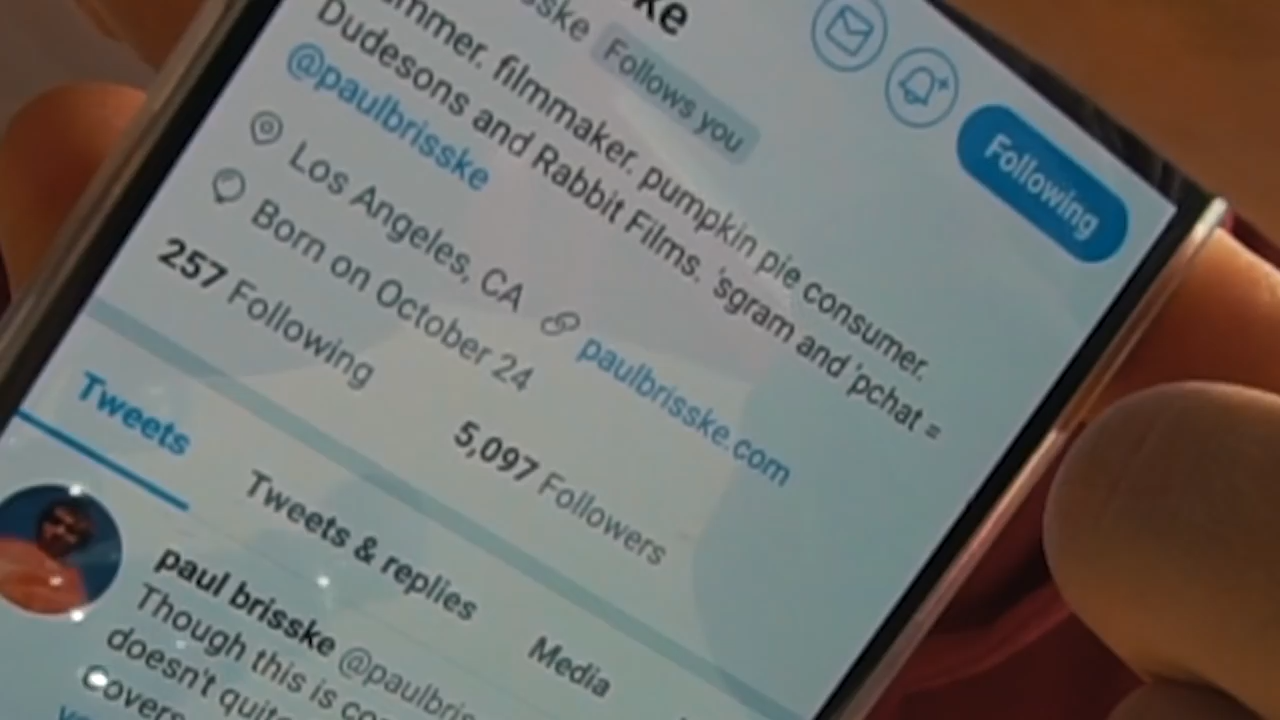 ke
sske Follows you
mmer. filmmaker. pumpkin pie consumer.
Dudesons and Rabbit Films. 'sgram and 'pchat =
@paulbrisske
Following
Los Angeles, CA paulbrisske.com
Born on October 24
257 Following 5,097 Followers
Tweets Tweets & replies Media
paul brisske @paulbris
Though this is co
doesn't quite
Covers